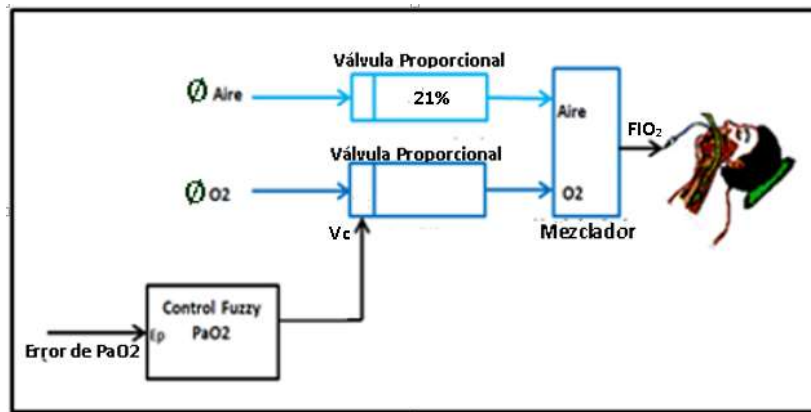 Válvula Proporcional
∅ Aire
21%
Aire
FIO₂
Válvula Proporcional
∅ O2
O2
Vc
Mezclador
Control Fuzzy
PaO2
Ep
Error de PaO2